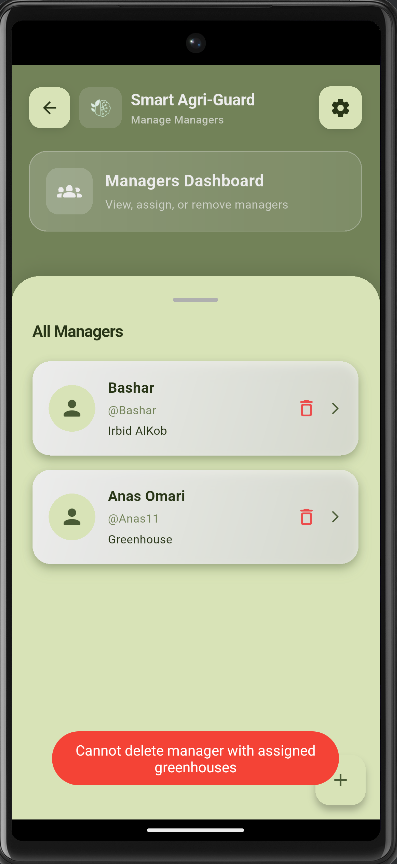 Smart Agri-Guard
Manage Managers
Managers Dashboard
View, assign, or remove managers
All Managers
Bashar
@Bashar
Irbid AlKob
Anas Omari
@Anas11
Greenhouse
Cannot delete manager with assigned
greenhouses